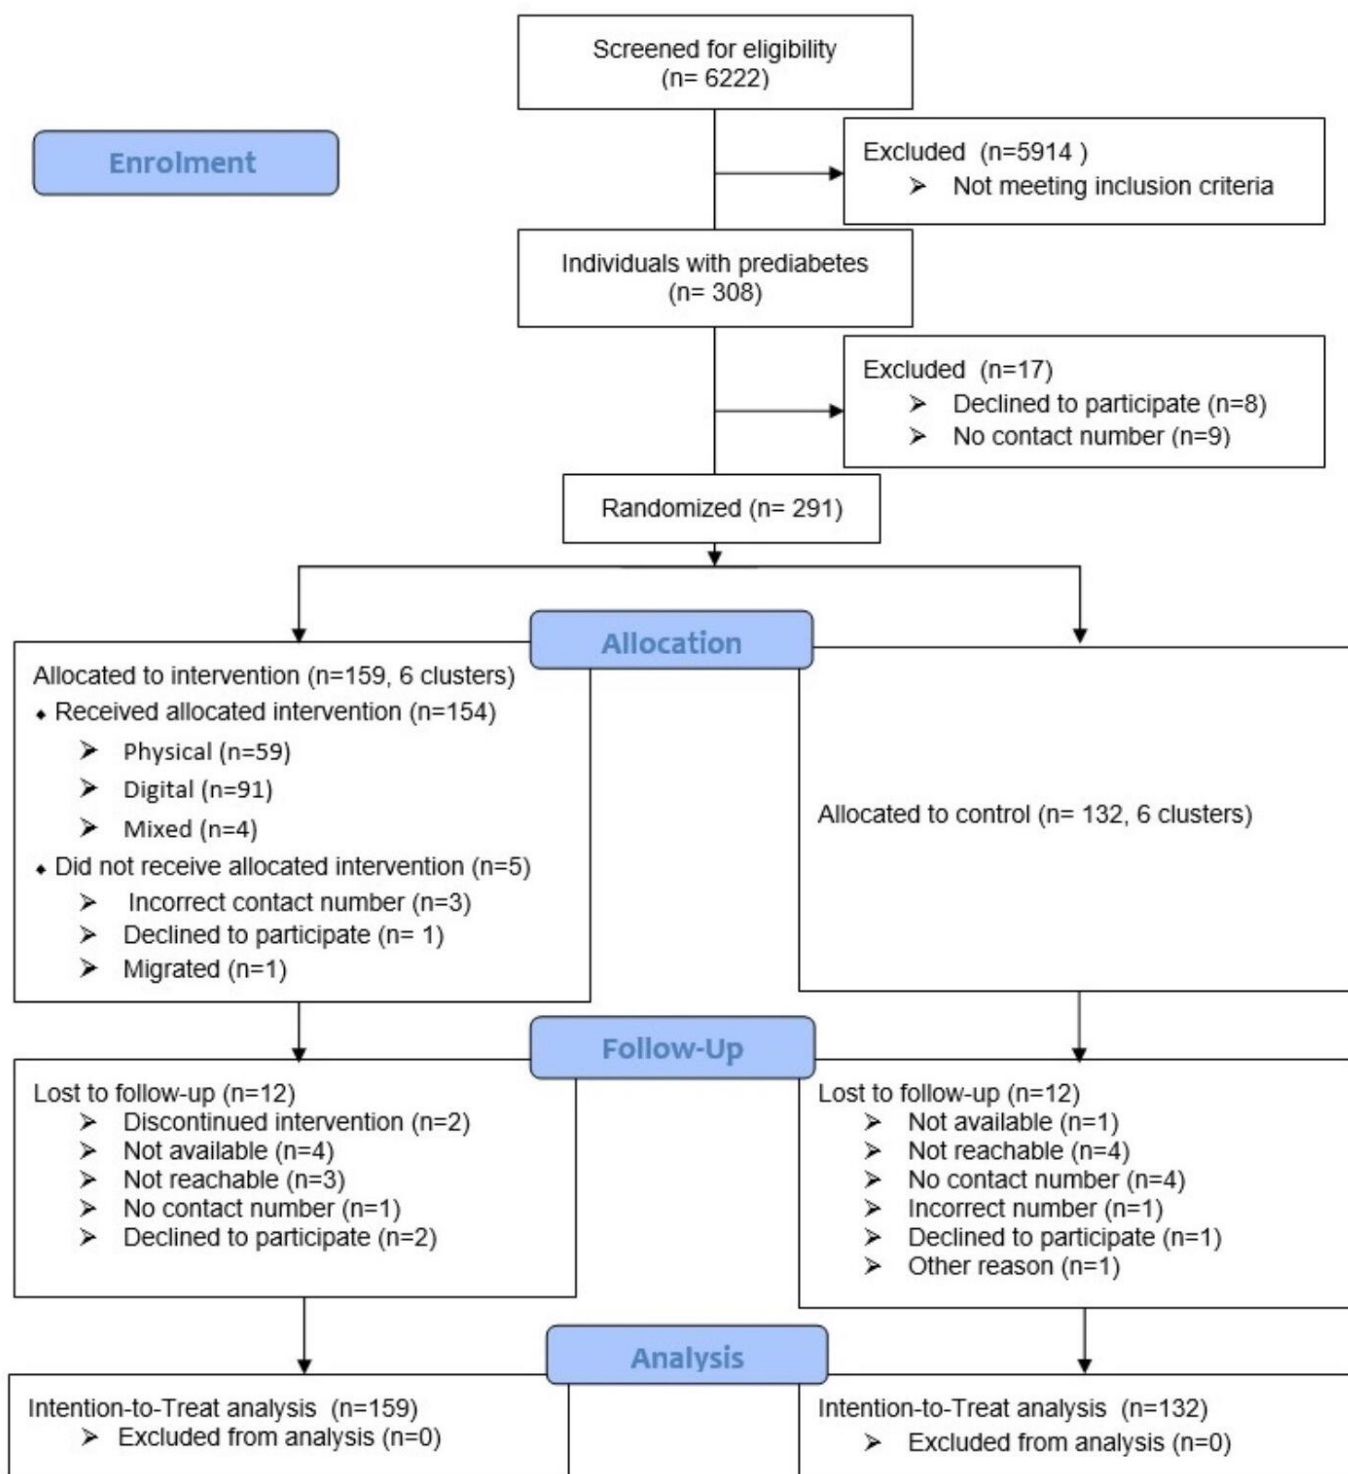 Screened for eligibility
(n= 6222)
Enrolment
Excluded (n=5914 )
➢ Not meeting inclusion criteria
Individuals with prediabetes
(n= 308)
Excluded (n=17)
➢ Declined to participate (n=8)
➢ No contact number (n=9)
Randomized (n= 291)
Allocation
Allocated to intervention (n=159, 6 clusters)
⬥ Received allocated intervention (n=154)
➢ Physical (n=59)
➢ Digital (n=91)
➢ Mixed (n=4)
⬥ Did not receive allocated intervention (n=5)
➢ Incorrect contact number (n=3)
➢ Declined to participate (n= 1)
➢ Migrated (n=1)
Allocated to control (n= 132, 6 clusters)
Follow-Up
Lost to follow-up (n=12)
➢ Discontinued intervention (n=2)
➢ Not available (n=4)
➢ Not reachable (n=3)
➢ No contact number (n=1)
➢ Declined to participate (n=2)
Lost to follow-up (n=12)
➢ Not available (n=1)
➢ Not reachable (n=4)
➢ No contact number (n=4)
➢ Incorrect number (n=1)
➢ Declined to participate (n=1)
➢ Other reason (n=1)
Analysis
Intention-to-Treat analysis (n=159)
➢ Excluded from analysis (n=0)
Intention-to-Treat analysis (n=132)
➢ Excluded from analysis (n=0)